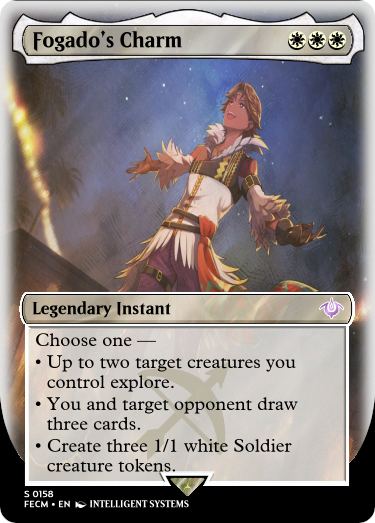 Fogado's Charm
Legendary Instant
Choose one —
• Up to two target creatures you
control explore.
• You and target opponent draw
three cards.
• Create three 1/1 white Soldier
creature tokens.
S 0158
FECM • EN INTELLIGENT SYSTEMS